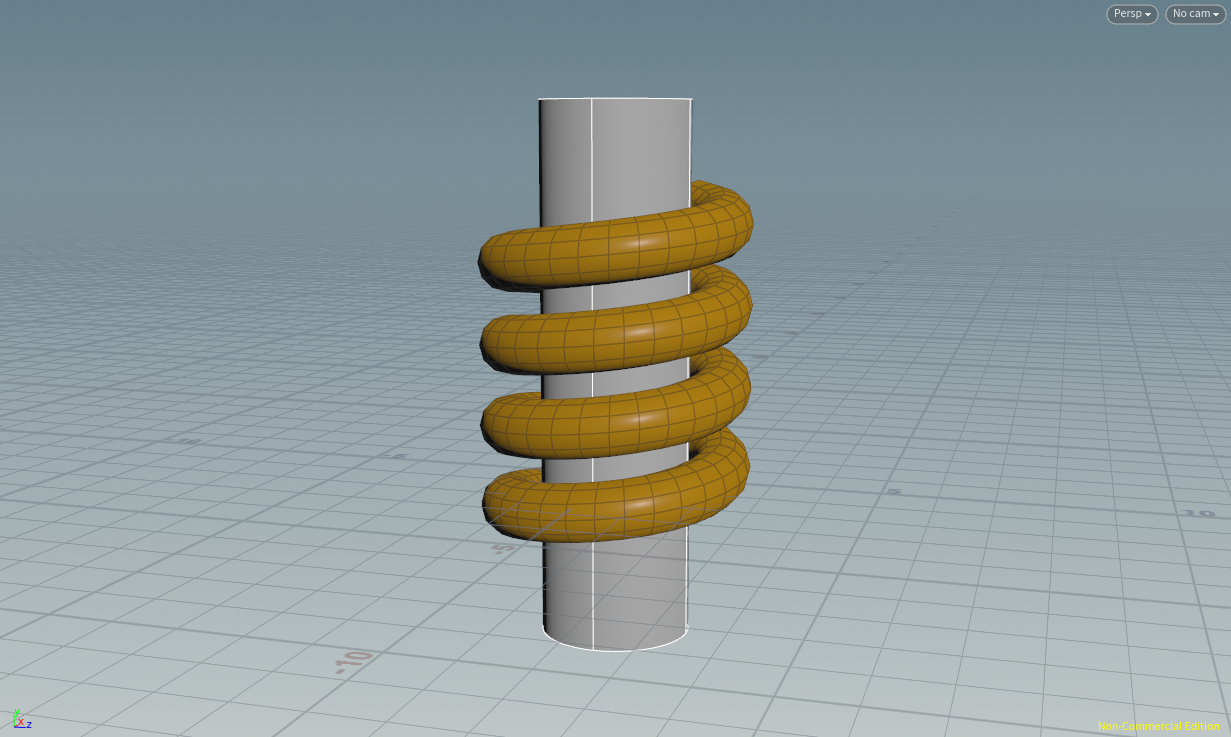 Persp
No cam
5
10
-5
-10
y
x
z
Non-Commercial Edition